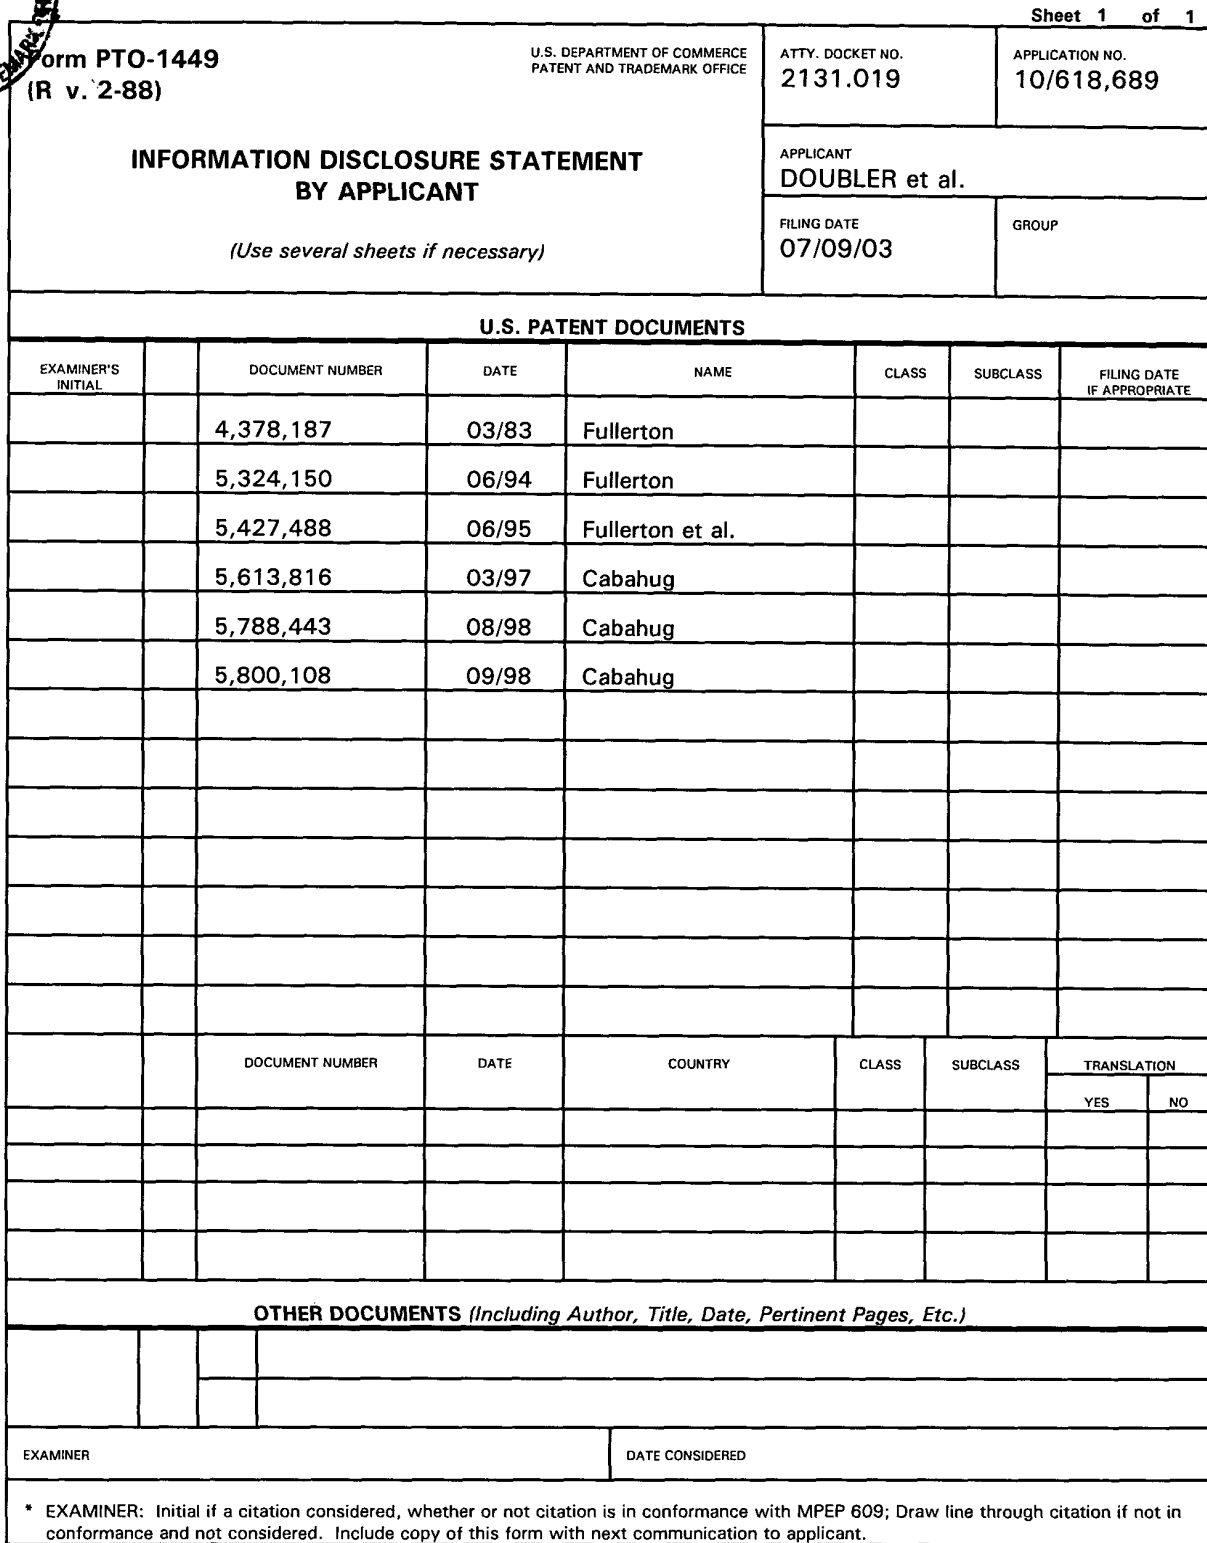 Sheet 1 of 1
Form PTO-1449
(R v. 2-88)
U.S. DEPARTMENT OF COMMERCE
PATENT AND TRADEMARK OFFICE
ATTY. DOCKET NO.
2131.019
APPLICATION NO.
10/618,689
INFORMATION DISCLOSURE STATEMENT
BY APPLICANT
(Use several sheets if necessary)
APPLICANT
DOUBLER et al.
FILING DATE
07/09/03
GROUP
U.S. PATENT DOCUMENTS
EXAMINER'S
INITIAL
DOCUMENT NUMBER
DATE
NAME
CLASS
SUBCLASS
FILING DATE
IF APPROPRIATE
4,378,187 03/83 Fullerton
5,324,150 06/94 Fullerton
5,427,488 06/95 Fullerton et al.
5,613,816 03/97 Cabahug
5,788,443 08/98 Cabahug
5,800,108 09/98 Cabahug
DOCUMENT NUMBER
DATE
COUNTRY
CLASS
SUBCLASS
TRANSLATION
YES
NO
OTHER DOCUMENTS (Including Author, Title, Date, Pertinent Pages, Etc.)
EXAMINER
DATE CONSIDERED
* EXAMINER: Initial if a citation considered, whether or not citation is in conformance with MPEP 609; Draw line through citation if not in
conformance and not considered. Include copy of this form with next communication to applicant.